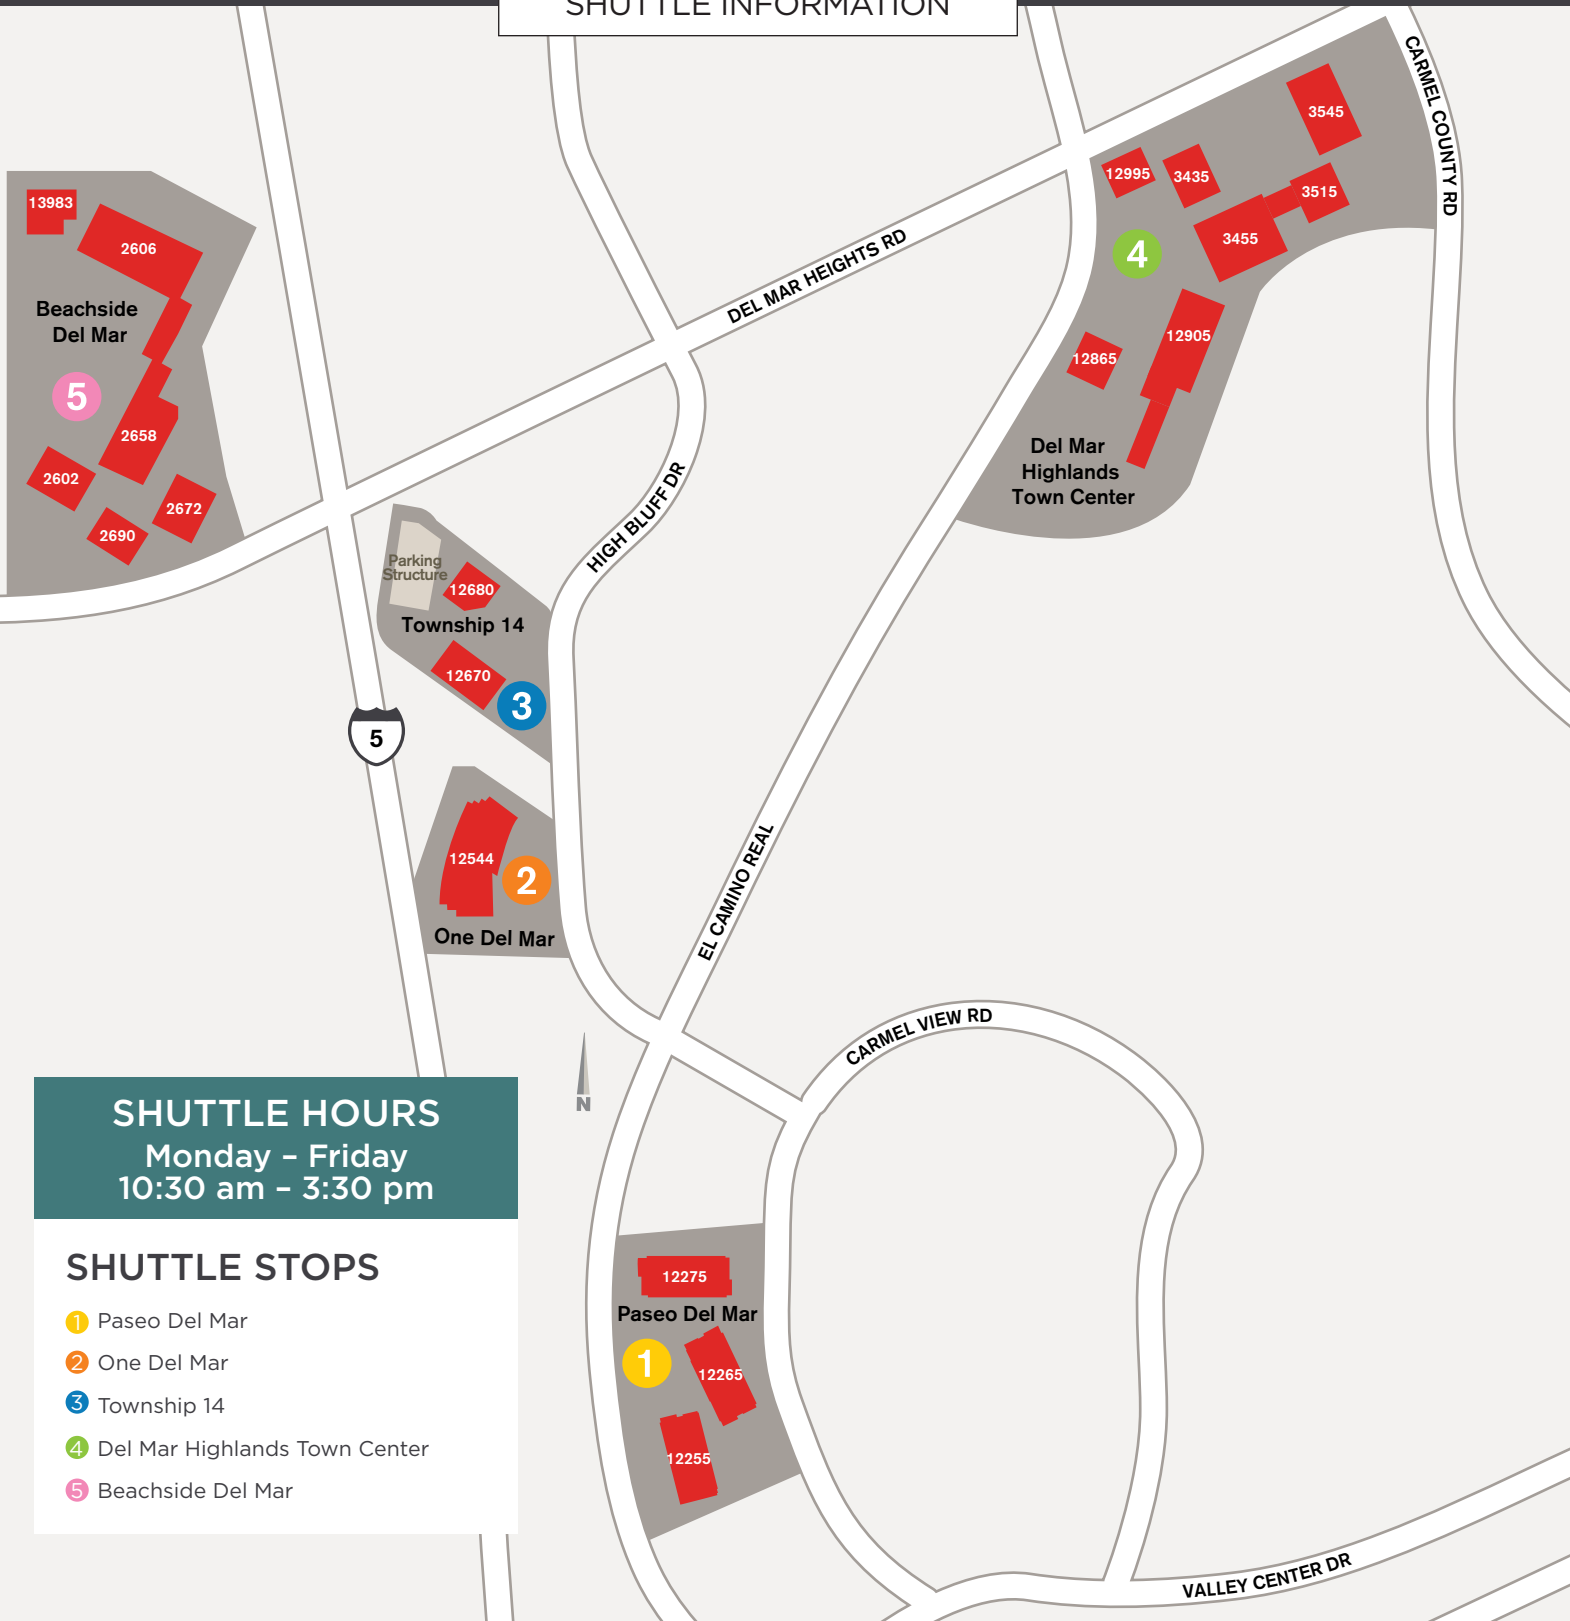 SHUTTLE INFORMATION
CARMEL COUNTY RD
3545
12995
3435
3515
3455
4
12905
12865
Del Mar
Highlands
Town Center
DEL MAR HEIGHTS RD
13983
2606
Beachside
Del Mar
5
2658
2602
2672
2690
HIGH BLUFF DR
Parking
Structure
12680
Township 14
12670
3
5
12544
2
One Del Mar
EL CAMINO REAL
CARMEL VIEW RD
N
12275
Paseo Del Mar
1
12265
12255
VALLEY CENTER DR
SHUTTLE HOURS
Monday – Friday
10:30 am – 3:30 pm
SHUTTLE STOPS
1 Paseo Del Mar
2 One Del Mar
3 Township 14
4 Del Mar Highlands Town Center
5 Beachside Del Mar